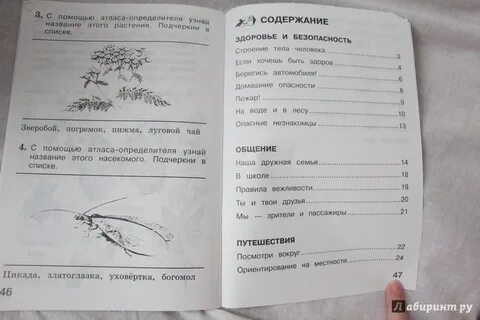 3. С помощью атласа-определителя узнай
название этого растения. Подчеркни в
списке.
Зверобой, погремок, пижма, луговой чай
4. С помощью атласа-определителя узнай
название этого насекомого. Подчеркни в
списке.
Цикада, златоглазка, уховёртка, богомол
46
СОДЕРЖАНИЕ
ЗДОРОВЬЕ И БЕЗОПАСНОСТЬ
Строение тела человека 3
Если хочешь быть здоров 4
Берегись автомобиля! 6
Домашние опасности 8
Пожар! 9
На воде и в лесу 10
Опасные незнакомцы 13
ОБЩЕНИЕ
Наша дружная семья 14
В школе 18
Правила вежливости 19
Ты и твои друзья 20
Мы — зрители и пассажиры 21
ПУТЕШЕСТВИЯ
Посмотри вокруг 22
Ориентирование на местности 24
47
Лабиринт.ру